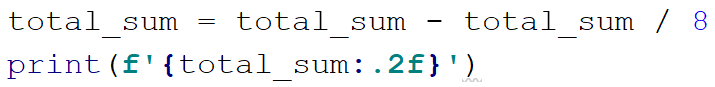 total_sum = total_sum - total_sum / 8
print(f'{total_sum:.2f}')